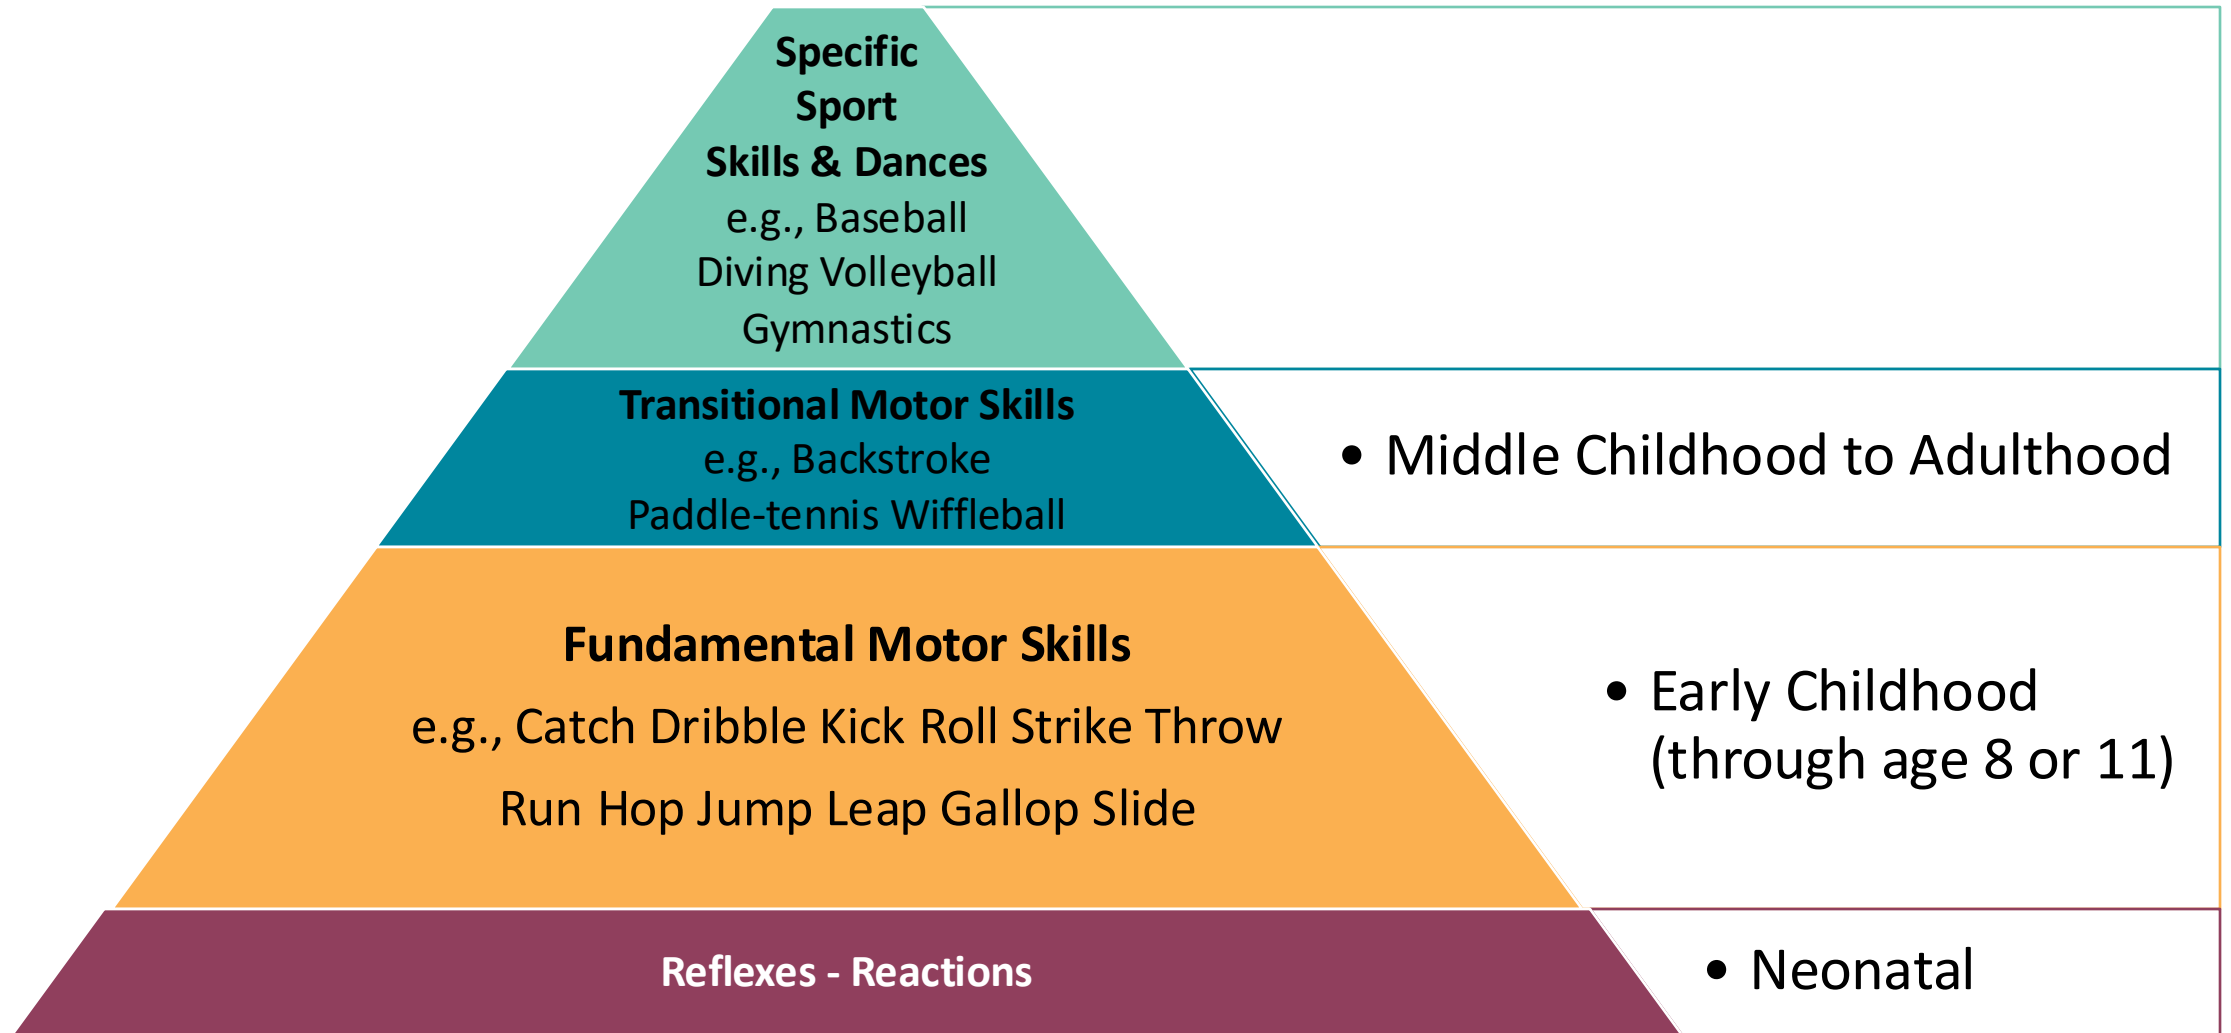 Specific
Sport
Skills & Dances
e.g., Baseball
Diving Volleyball
Gymnastics
Transitional Motor Skills
e.g., Backstroke
Paddle-tennis Wiffleball
• Middle Childhood to Adulthood
Fundamental Motor Skills
e.g., Catch Dribble Kick Roll Strike Throw
Run Hop Jump Leap Gallop Slide
• Early Childhood
(through age 8 or 11)
Reflexes - Reactions
• Neonatal